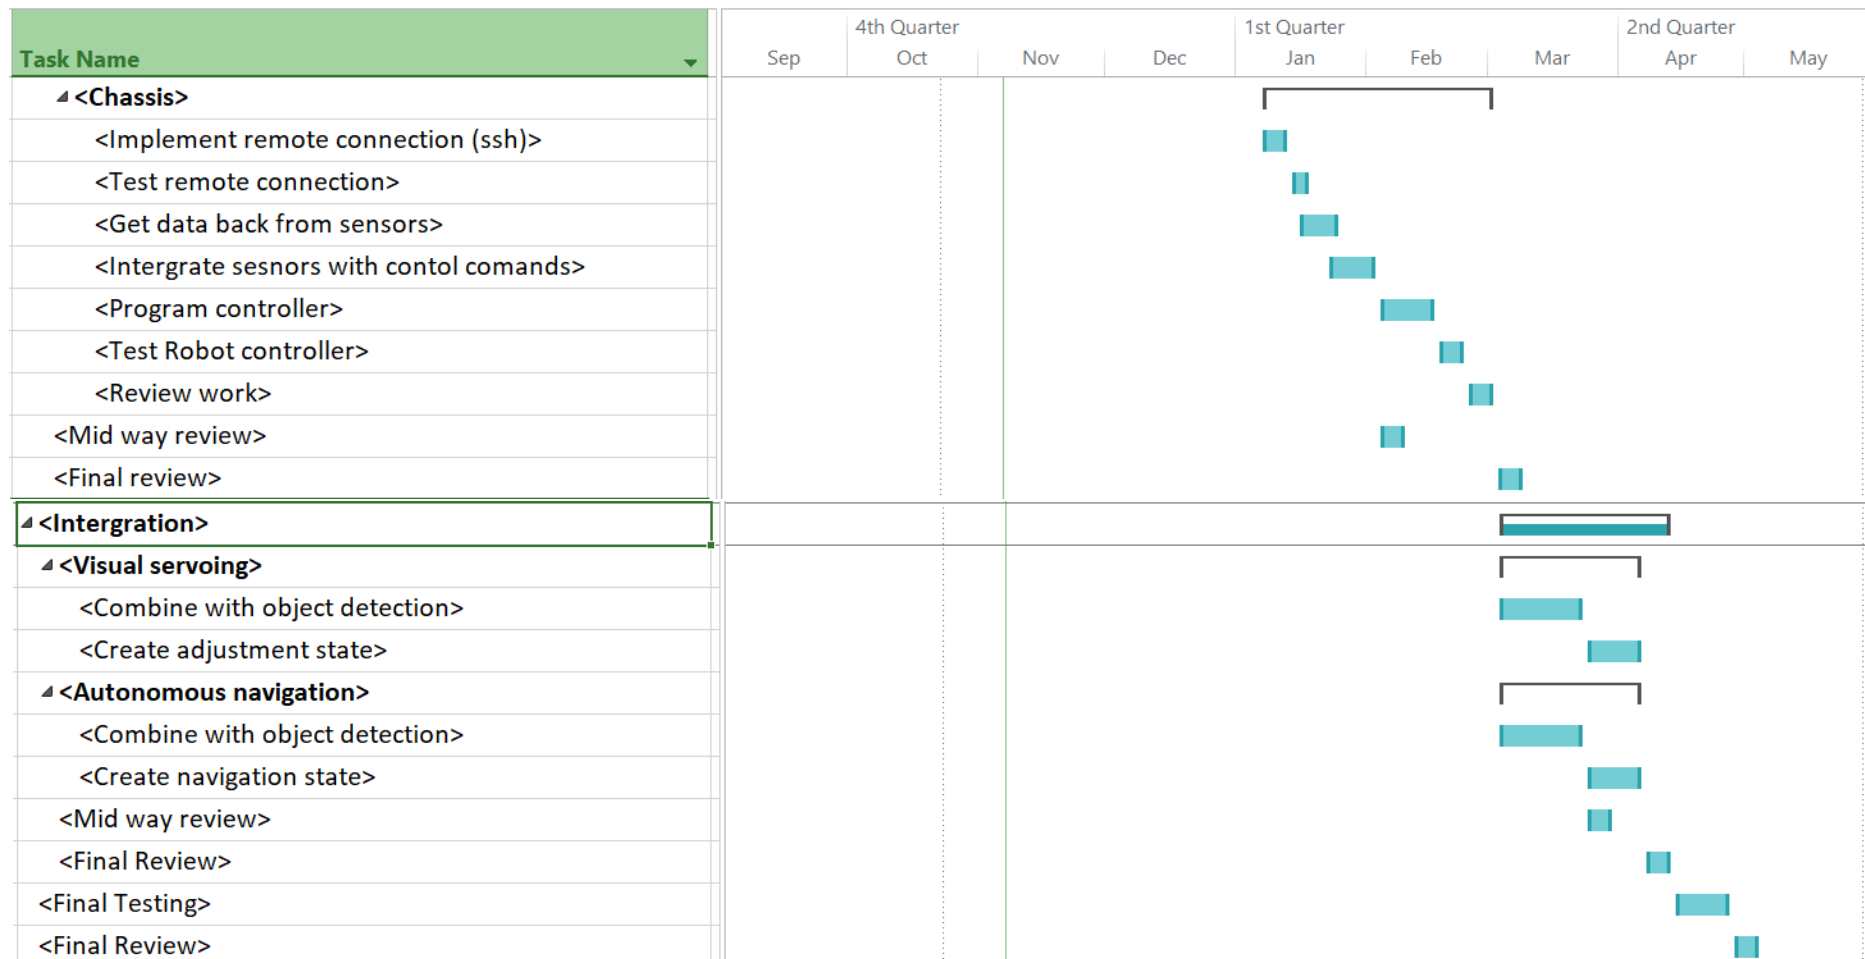 4th Quarter 1st Quarter 2nd Quarter
Task Name Sep Oct Nov Dec Jan Feb Mar Apr May
<Chassis>
<Implement remote connection (ssh)>
<Test remote connection>
<Get data back from sensors>
<Intergrate sesnors with contol comands>
<Program controller>
<Test Robot controller>
<Review work>
<Mid way review>
<Final review>
<Intergration>
<Visual servoing>
<Combine with object detection>
<Create adjustment state>
<Autonomous navigation>
<Combine with object detection>
<Create navigation state>
<Mid way review>
<Final Review>
<Final Testing>
<Final Review>